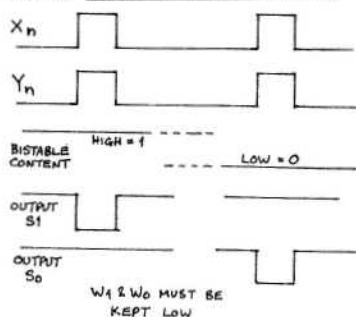 Xn
Yn
BISTABLE
CONTENT
HIGH = 1
LOW = 0
OUTPUT
S1
OUTPUT
S0
W1 & W0 MUST BE
KEPT LOW